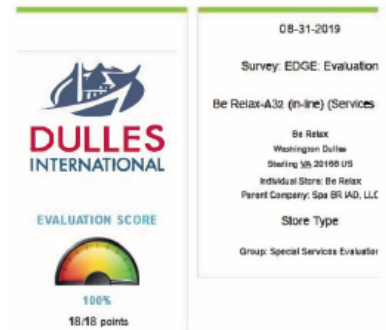 DULLES
INTERNATIONAL
EVALUATION SCORE
100%
18/18 points
08-31-2019
Survey: EDGE: Evaluation
Be Relax-A32 (in-line) (Services
Be Relax
Washington Dulles
Sterling VA 20166 US
Individual Store: Be Relax
Parent Company: Spa BR IAD, LLC
Store Type
Group: Special Services Evaluation